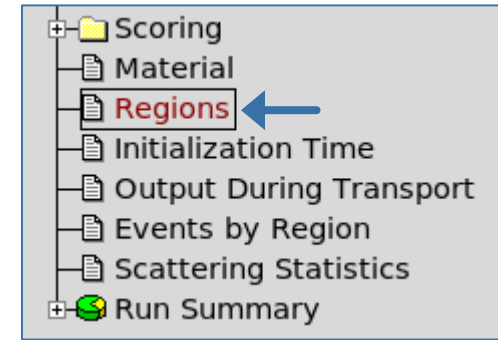 Scoring
Material
Regions
Initialization Time
Output During Transport
Events by Region
Scattering Statistics
Run Summary